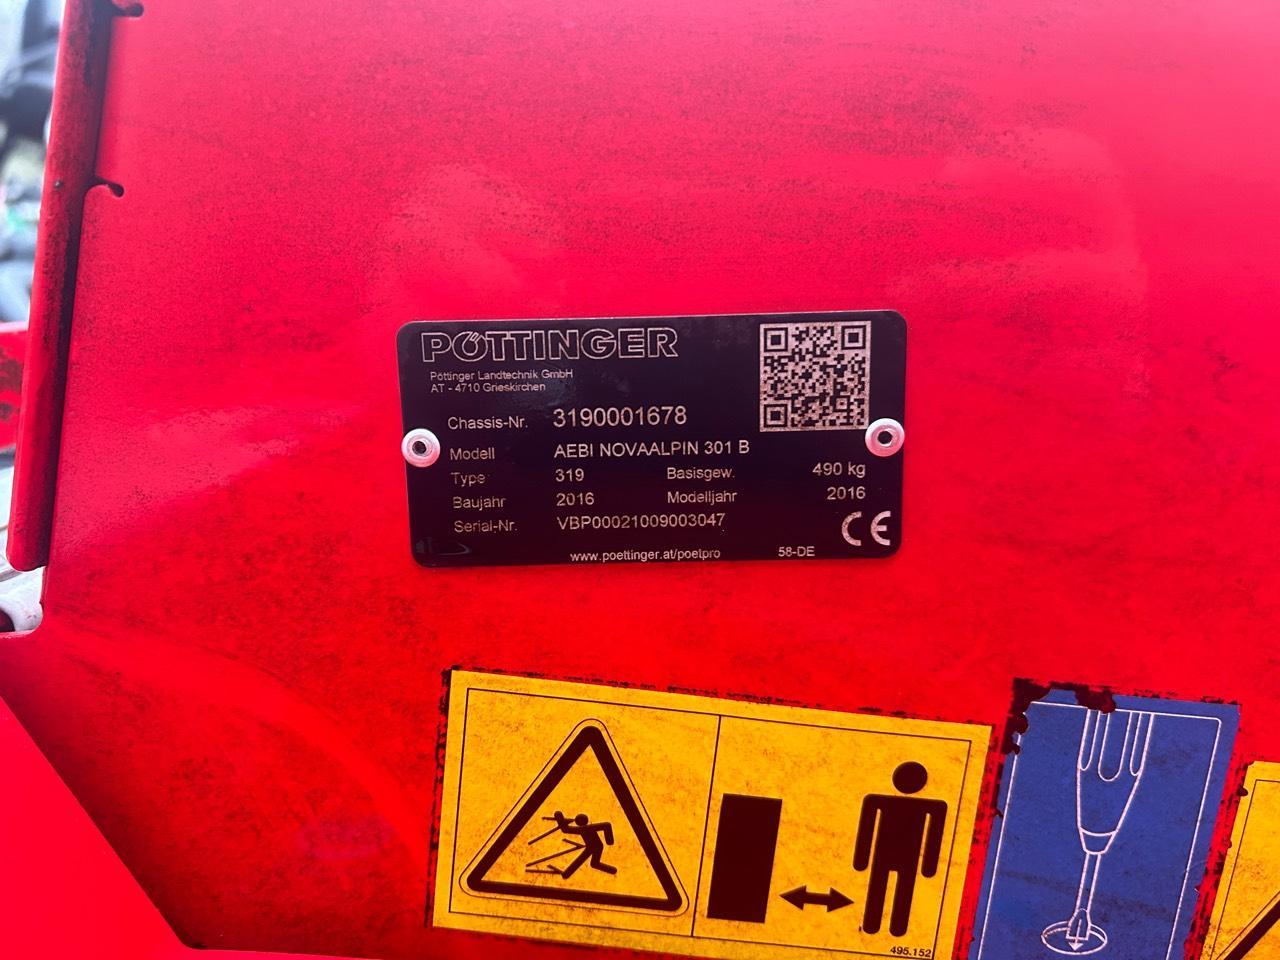 PÖTTINGER
Pöttinger Landtechnik GmbH
AT - 4710 Grieskirchen
Chassis-Nr. 3190001678
Modell AEBI NOVAALPIN 301 B
Type 319 Basisgew. 490 kg
Baujahr 2016 Modelljahr 2016
Serial-Nr. VBP00021009003047
CE
www.poettinger.at/poetpro 58-DE
495.152